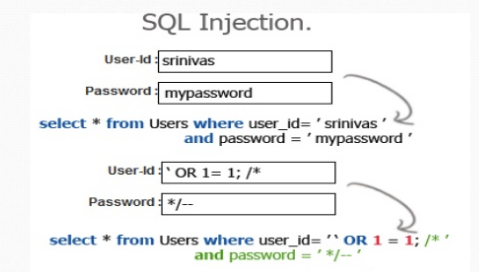 SQL Injection.
User-Id : srinivas
Password : mypassword
select * from Users where user_id= ' srinivas '
and password = ' mypassword '
User-Id : ` OR 1= 1; /*
Password : */--
select * from Users where user_id= '` OR 1 = 1; /* '
and password = ' */-- '